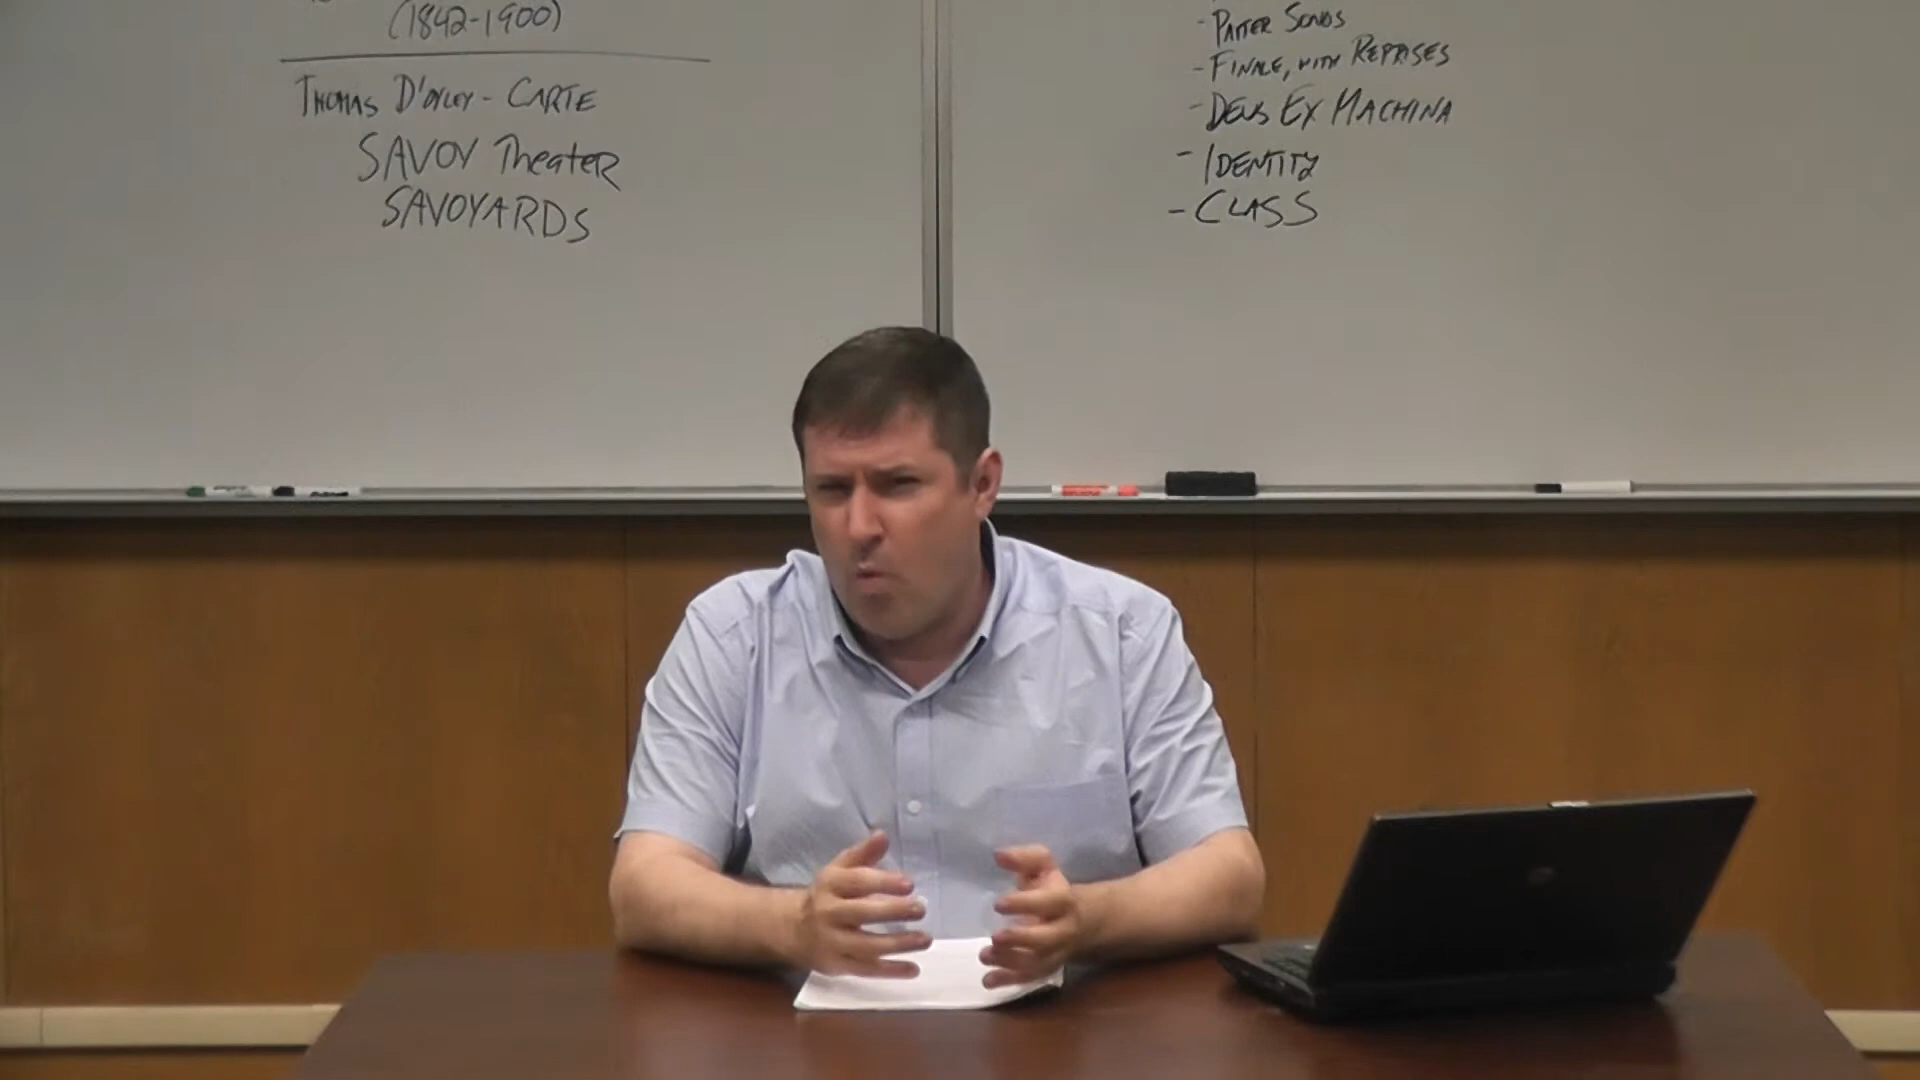 (1842-1900)
THOMAS D'OYLEY-CARTE
SAVOY TheateR
SAVOYARDS
- PATTER SONGS
- FINALE, WITH REPRISES
- DEUS EX MACHINA
- IDENTITY
- CLASS